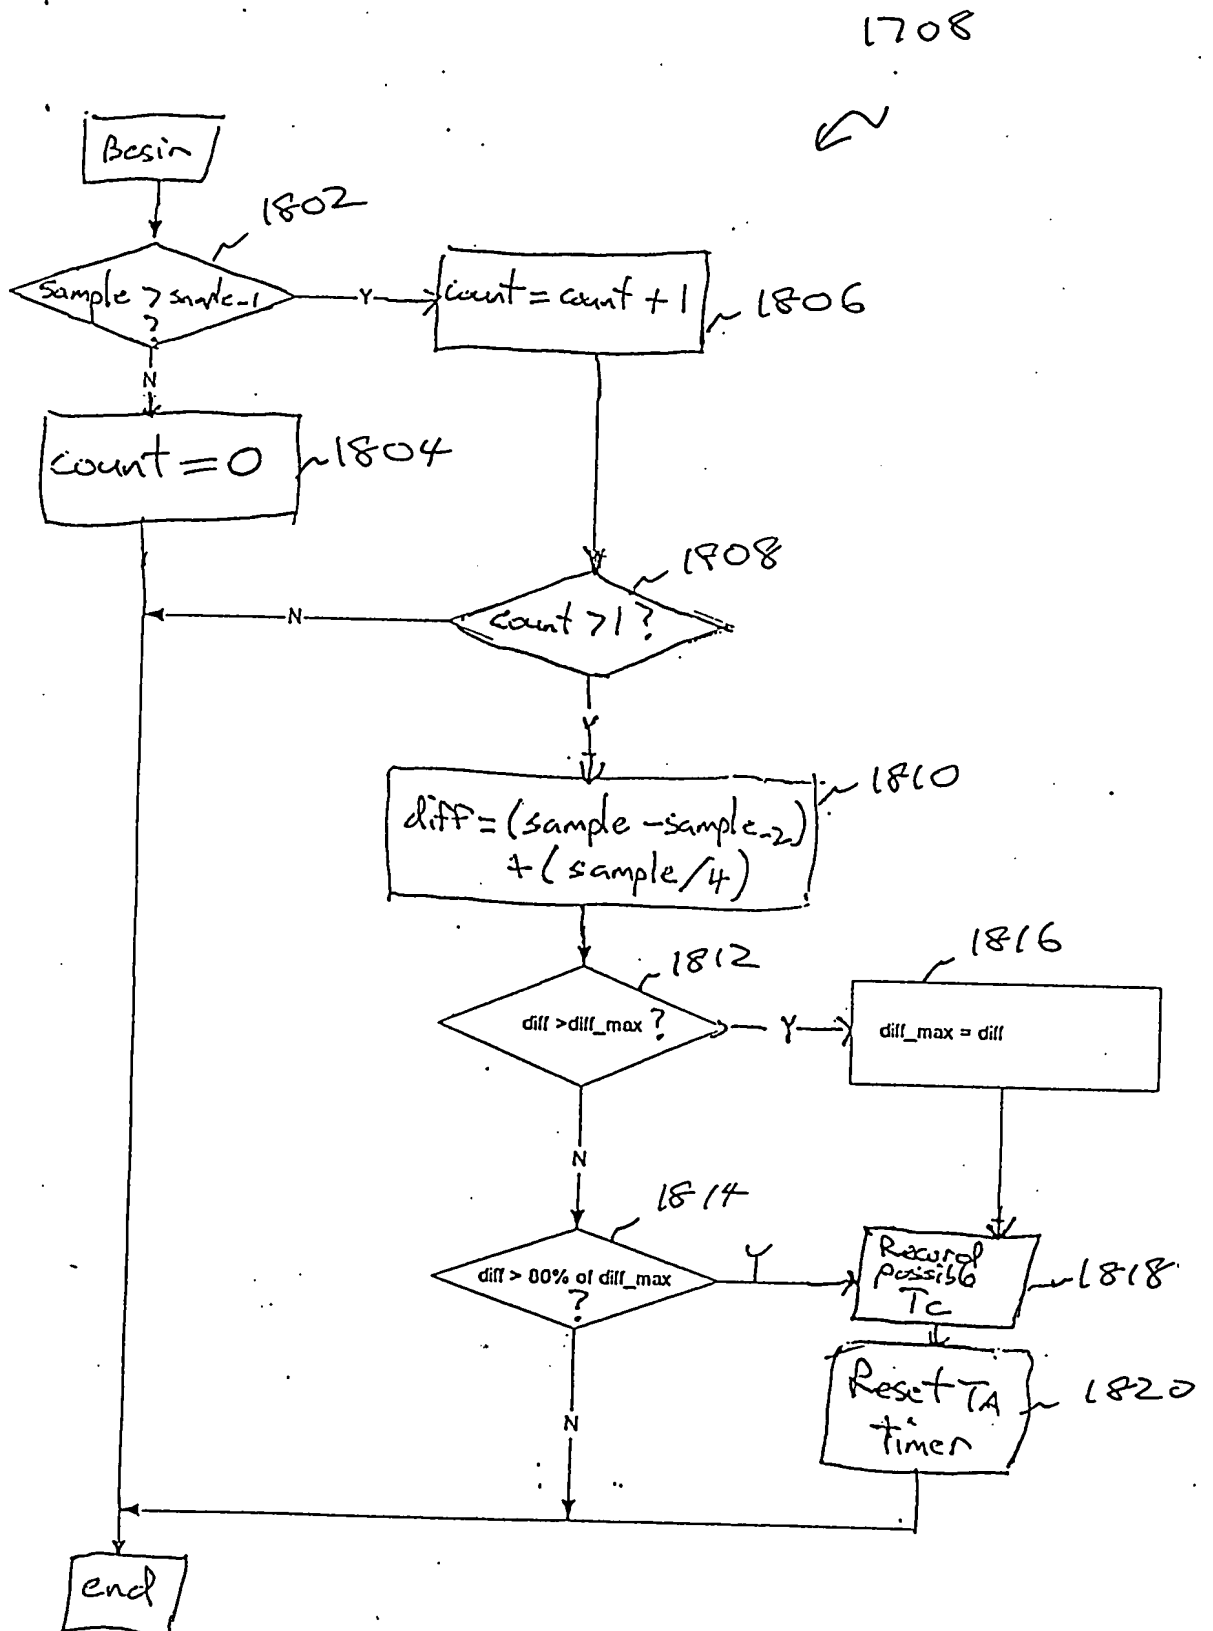 1708
Begin
1802
sample > sample-1
?
Y
count = count + 1
1806
N
count = 0
1804
1808
count > 1 ?
N
Y
1810
diff = (sample - sample-2)
+ (sample/4)
1812
diff >diff_max ?
Y
1816
diff_max = diff
N
1814
diff > 80% of diff_max
?
Y
Record
possible
Tc
1818
N
Reset TA
timer
1820
end